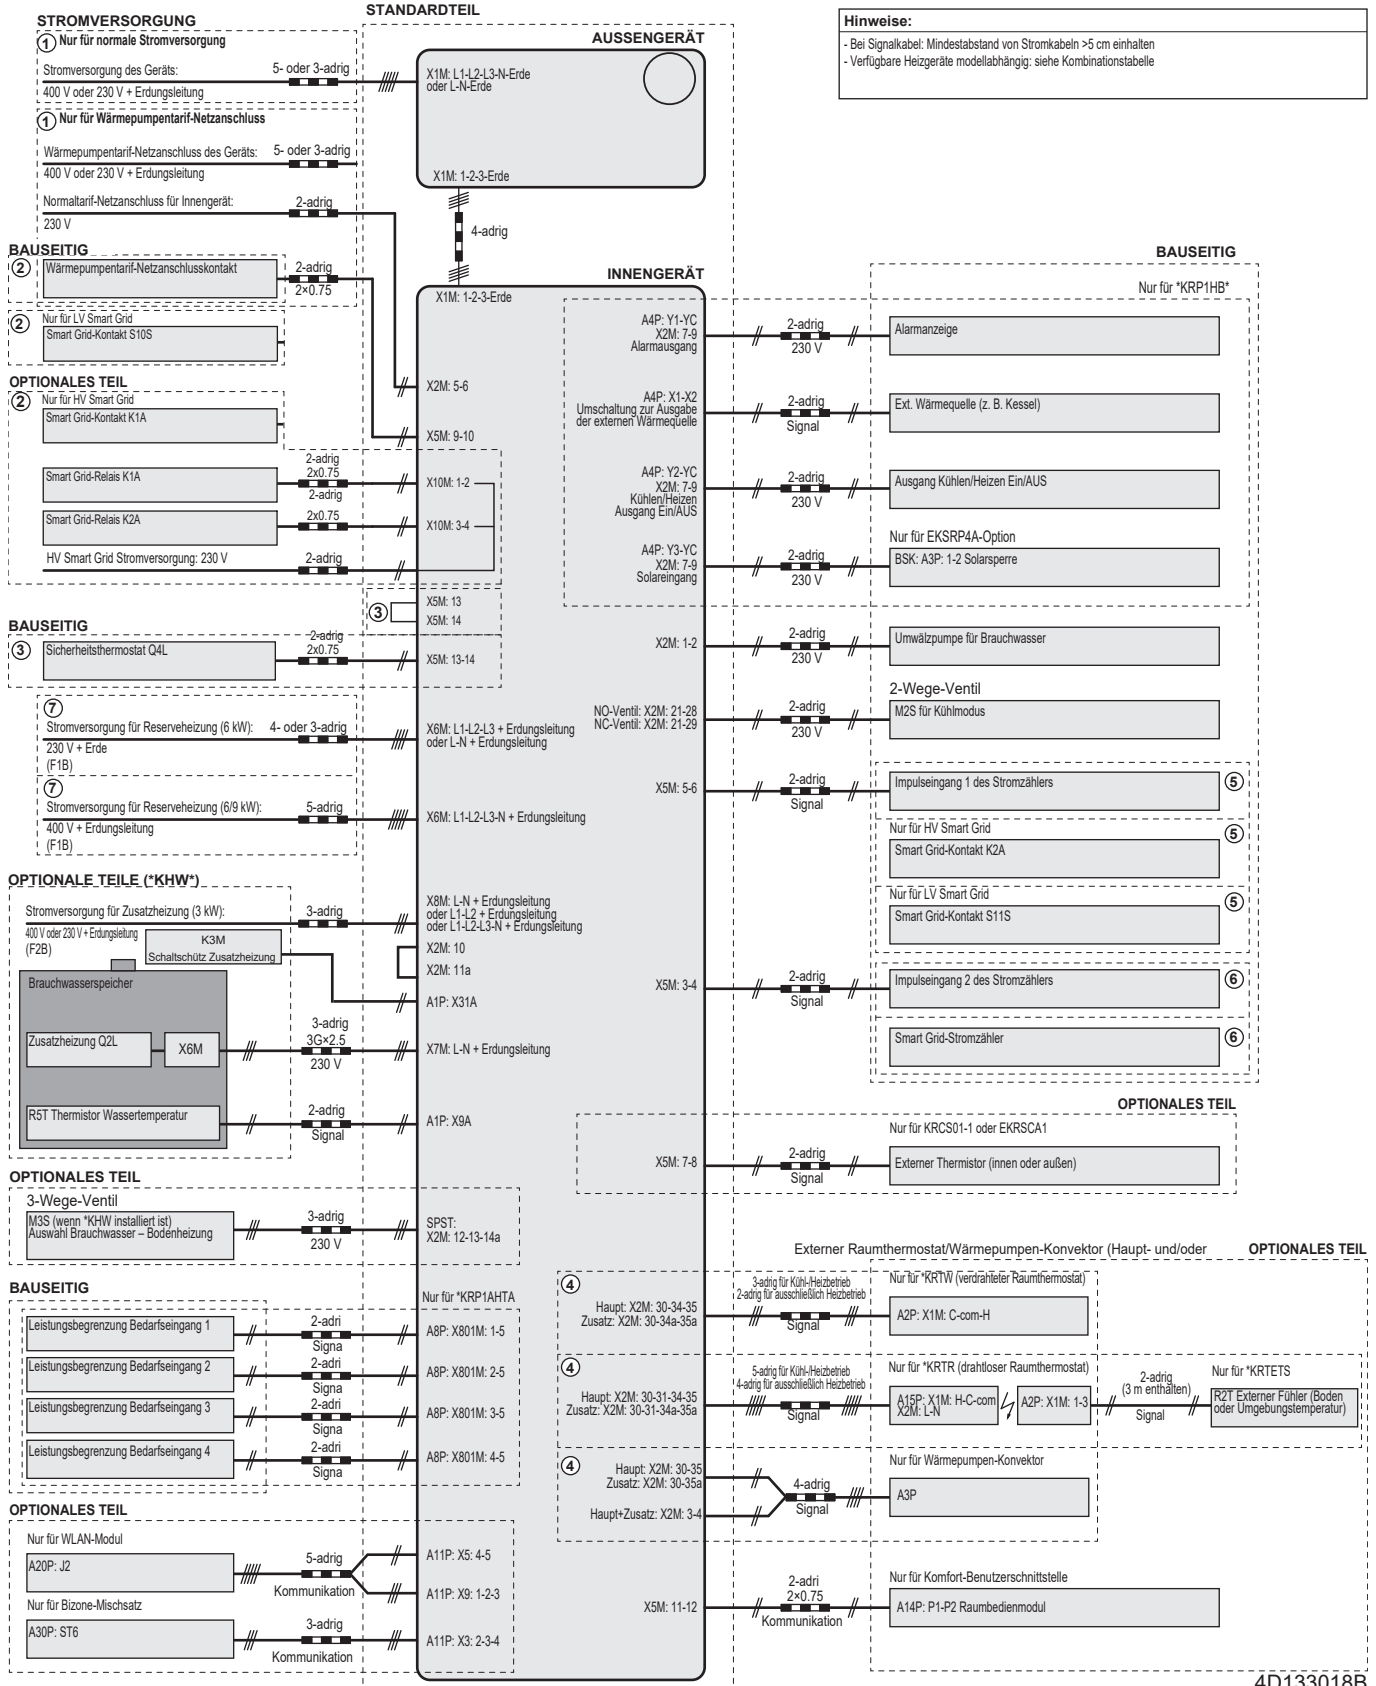 STROMVERSORGUNG
① Nur für normale Stromversorgung
Stromversorgung des Geräts:
5- oder 3-adrig
400 V oder 230 V + Erdungsleitung
① Nur für Wärmepumpentarif-Netzanschluss
Wärmepumpentarif-Netzanschluss des Geräts:
5- oder 3-adrig
400 V oder 230 V + Erdungsleitung
Normaltarif-Netzanschluss für Innengerät:
2-adrig
230 V
BAUSEITIG
②
Wärmepumpentarif-Netzanschlusskontakt
2-adrig
2×0.75
② Nur für LV Smart Grid
Smart Grid-Kontakt S10S
OPTIONALES TEIL
② Nur für HV Smart Grid
Smart Grid-Kontakt K1A
Smart Grid-Relais K1A
2-adrig
2x0.75
Smart Grid-Relais K2A
2-adrig
2x0.75
HV Smart Grid Stromversorgung: 230 V
2-adrig
BAUSEITIG
③
Sicherheitsthermostat Q4L
2-adrig
2x0.75
⑦
Stromversorgung für Reserveheizung (6 kW):
4- oder 3-adrig
230 V + Erde
(F1B)
⑦
Stromversorgung für Reserveheizung (6/9 kW):
5-adrig
400 V + Erdungsleitung
(F1B)
OPTIONALE TEILE (*KHW*)
Stromversorgung für Zusatzheizung (3 kW):
3-adrig
400 V oder 230 V + Erdungsleitung
(F2B)
K3M
Schaltschütz Zusatzheizung
Brauchwasserspeicher
Zusatzheizung Q2L
X6M
3-adrig
3G×2.5
230 V
R5T Thermistor Wassertemperatur
2-adrig
Signal
OPTIONALES TEIL
3-Wege-Ventil
M3S (wenn *KHW installiert ist)
Auswahl Brauchwasser – Bodenheizung
3-adrig
230 V
BAUSEITIG
Leistungsbegrenzung Bedarfseingang 1
2-adri
Signa
Leistungsbegrenzung Bedarfseingang 2
2-adri
Signa
Leistungsbegrenzung Bedarfseingang 3
2-adri
Signa
Leistungsbegrenzung Bedarfseingang 4
2-adri
Signa
OPTIONALES TEIL
Nur für WLAN-Modul
A20P: J2
5-adrig
Kommunikation
Nur für Bizone-Mischsatz
A30P: ST6
3-adrig
Kommunikation
STANDARDTEIL
AUSSENGERÄT
X1M: L1-L2-L3-N-Erde
oder L-N-Erde
X1M: 1-2-3-Erde
4-adrig
INNENGERÄT
X1M: 1-2-3-Erde
X2M: 5-6
X5M: 9-10
X10M: 1-2
X10M: 3-4
③
X5M: 13
X5M: 14
X5M: 13-14
X6M: L1-L2-L3 + Erdungsleitung
oder L-N + Erdungsleitung
X6M: L1-L2-L3-N + Erdungsleitung
X8M: L-N + Erdungsleitung
oder L1-L2 + Erdungsleitung
oder L1-L2-L3-N + Erdungsleitung
X2M: 10
X2M: 11a
A1P: X31A
X7M: L-N + Erdungsleitung
A1P: X9A
SPST:
X2M: 12-13-14a
Nur für *KRP1AHTA
A8P: X801M: 1-5
A8P: X801M: 2-5
A8P: X801M: 3-5
A8P: X801M: 4-5
A11P: X5: 4-5
A11P: X9: 1-2-3
A11P: X3: 2-3-4
Hinweise:
- Bei Signalkabel: Mindestabstand von Stromkabeln >5 cm einhalten
- Verfügbare Heizgeräte modellabhängig: siehe Kombinationstabelle
BAUSEITIG
Nur für *KRP1HB*
A4P: Y1-YC
X2M: 7-9
Alarmausgang
2-adrig
230 V
Alarmanzeige
A4P: X1-X2
Umschaltung zur Ausgabe
der externen Wärmequelle
2-adrig
Signal
Ext. Wärmequelle (z. B. Kessel)
A4P: Y2-YC
X2M: 7-9
Kühlen/Heizen
Ausgang Ein/AUS
2-adrig
230 V
Ausgang Kühlen/Heizen Ein/AUS
Nur für EKSRP4A-Option
A4P: Y3-YC
X2M: 7-9
Solareingang
2-adrig
230 V
BSK: A3P: 1-2 Solarsperre
X2M: 1-2
2-adrig
230 V
Umwälzpumpe für Brauchwasser
2-Wege-Ventil
NO-Ventil: X2M: 21-28
NC-Ventil: X2M: 21-29
2-adrig
230 V
M2S für Kühlmodus
X5M: 5-6
2-adrig
Signal
Impulseingang 1 des Stromzählers
⑤
Nur für HV Smart Grid
Smart Grid-Kontakt K2A
⑤
Nur für LV Smart Grid
Smart Grid-Kontakt S11S
⑤
X5M: 3-4
2-adrig
Signal
Impulseingang 2 des Stromzählers
⑥
Smart Grid-Stromzähler
⑥
OPTIONALES TEIL
Nur für KRCS01-1 oder EKRSCA1
X5M: 7-8
2-adrig
Signal
Externer Thermistor (innen oder außen)
Externer Raumthermostat/Wärmepumpen-Konvektor (Haupt- und/oder
OPTIONALES TEIL
④
Haupt: X2M: 30-34-35
Zusatz: X2M: 30-34a-35a
3-adrig für Kühl-/Heizbetrieb
2-adrig für ausschließlich Heizbetrieb
Signal
Nur für *KRTW (verdrahteter Raumthermostat)
A2P: X1M: C-com-H
④
Haupt: X2M: 30-31-34-35
Zusatz: X2M: 30-31-34a-35a
5-adrig für Kühl-/Heizbetrieb
4-adrig für ausschließlich Heizbetrieb
Signal
Nur für *KRTR (drahtloser Raumthermostat)
A15P: X1M: H-C-com
X2M: L-N
A2P: X1M: 1-3
2-adrig
(3 m enthalten)
Signal
Nur für *KRTETS
R2T Externer Fühler (Boden
oder Umgebungstemperatur)
④
Haupt: X2M: 30-35
Zusatz: X2M: 30-35a
Haupt+Zusatz: X2M: 3-4
4-adrig
Signal
Nur für Wärmepumpen-Konvektor
A3P
X5M: 11-12
2-adri
2×0.75
Kommunikation
Nur für Komfort-Benutzerschnittstelle
A14P: P1-P2 Raumbedienmodul
4D133018B